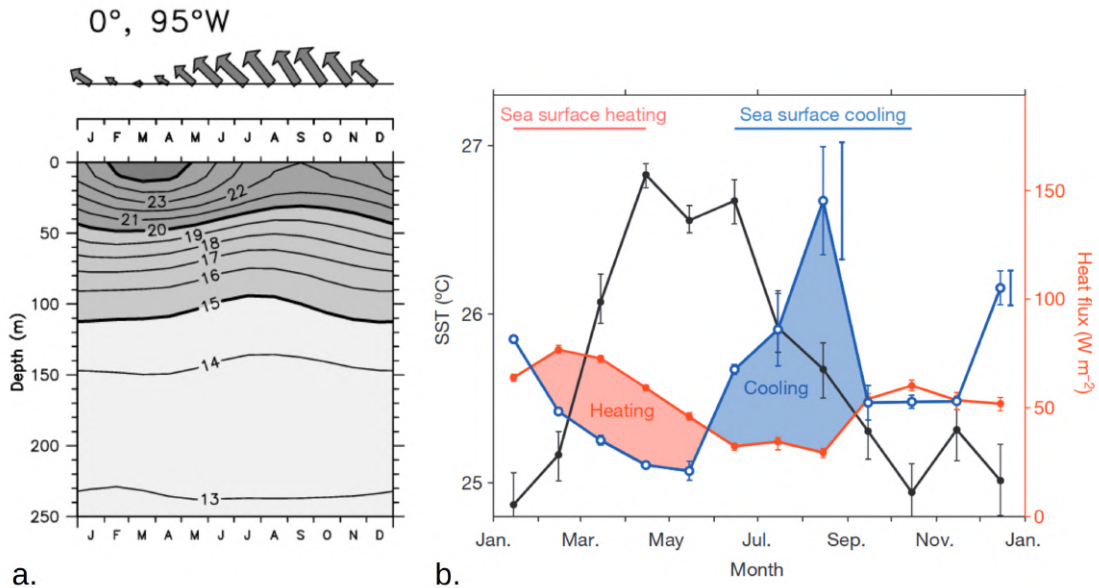 0°, 95°W
J F M A M J J A S O N D
0
50
100
150
200
250
Depth (m)
22
23
21
20
19
18
17
16
15
14
13
J F M A M J J A S O N D
a.
Sea surface heating
Sea surface cooling
27
26
25
SST (ºC)
150
100
50
0
Heat flux (W m⁻²)
Heating
Cooling
Jan. Mar. May Jul. Sep. Nov. Jan.
Month
b.